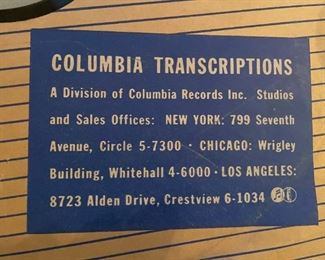 COLUMBIA TRANSCRIPTIONS
A Division of Columbia Records Inc. Studios
and Sales Offices: NEW YORK: 799 Seventh
Avenue, Circle 5-7300 · CHICAGO: Wrigley
Building, Whitehall 4-6000 · LOS ANGELES:
8723 Alden Drive, Crestview 6-1034